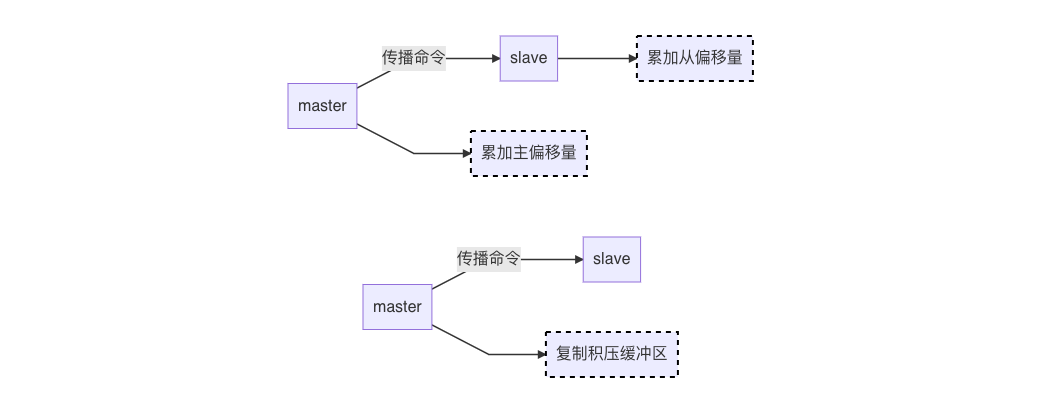 传播命令
slave
累加从偏移量
master
累加主偏移量
传播命令
slave
master
复制积压缓冲区